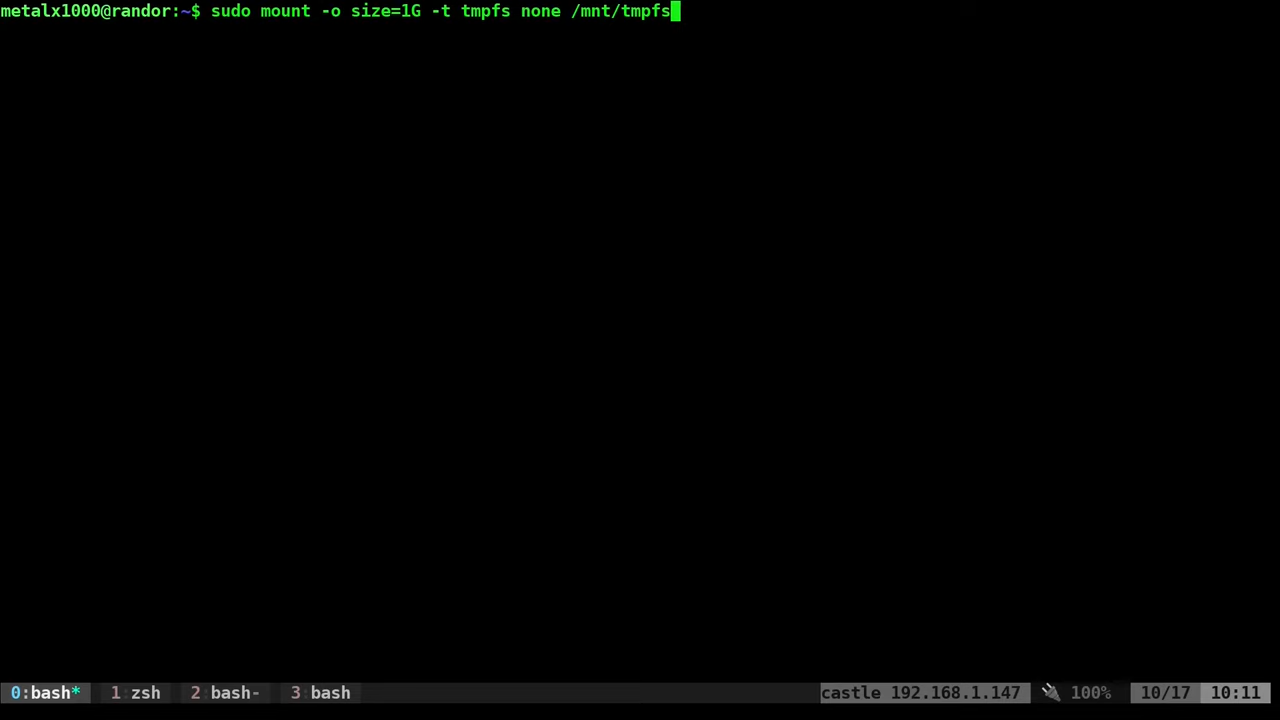 metalx1000@randor:~$ sudo mount -o size=1G -t tmpfs none /mnt/tmpfs
0:bash* 1 zsh 2 bash- 3 bash castle 192.168.1.147 100% 10/17 10:11